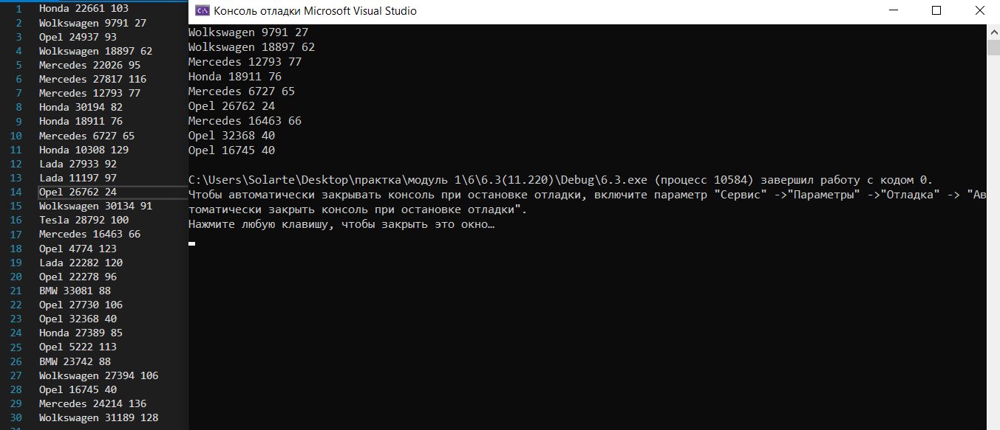 1 Honda 22661 103
2 Wolkswagen 9791 27
3 Opel 24937 93
4 Wolkswagen 18897 62
5 Mercedes 22026 95
6 Mercedes 27817 116
7 Mercedes 12793 77
8 Honda 30194 82
9 Honda 18911 76
10 Mercedes 6727 65
11 Honda 10308 129
12 Lada 27933 92
13 Lada 11197 97
14 Opel 26762 24
15 Wolkswagen 30134 91
16 Tesla 28792 100
17 Mercedes 16463 66
18 Opel 4774 123
19 Lada 22282 120
20 Opel 22278 96
21 BMW 33081 88
22 Opel 27730 106
23 Opel 32368 40
24 Honda 27389 85
25 Opel 5222 113
26 BMW 23742 88
27 Wolkswagen 27394 106
28 Opel 16745 40
29 Mercedes 24214 136
30 Wolkswagen 31189 128
Консоль отладки Microsoft Visual Studio
Wolkswagen 9791 27
Wolkswagen 18897 62
Mercedes 12793 77
Honda 18911 76
Mercedes 6727 65
Opel 26762 24
Mercedes 16463 66
Opel 32368 40
Opel 16745 40
C:\Users\Solarte\Desktop\практка\модуль 1\6\6.3(11.220)\Debug\6.3.exe (процесс 10584) завершил работу с кодом 0.
Чтобы автоматически закрывать консоль при остановке отладки, включите параметр "Сервис" ->"Параметры" ->"Отладка" -> "Ав
томатически закрыть консоль при остановке отладки".
Нажмите любую клавишу, чтобы закрыть это окно…